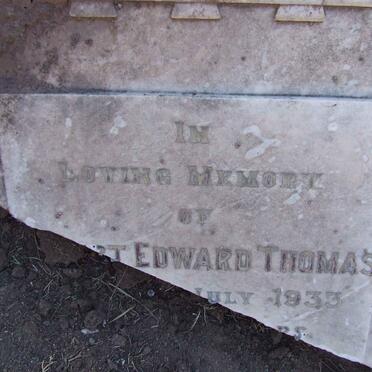 IN
LOVING MEMORY
OF
EDWARD THOMAS
JULY 1933